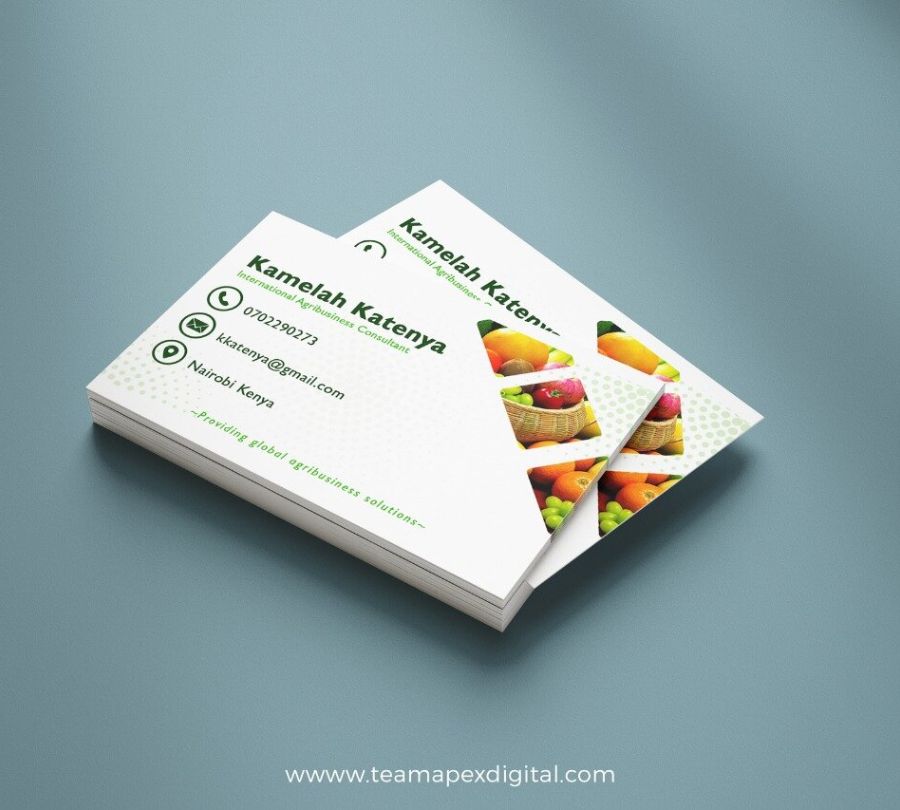 Kamelah Katenya
International Agribusiness Consultant
0702290273
kkatenya@gmail.com
Nairobi Kenya
~Providing global agribusiness solutions~
Kamelah Katenya
International Agribusiness
www.teamapexdigital.com